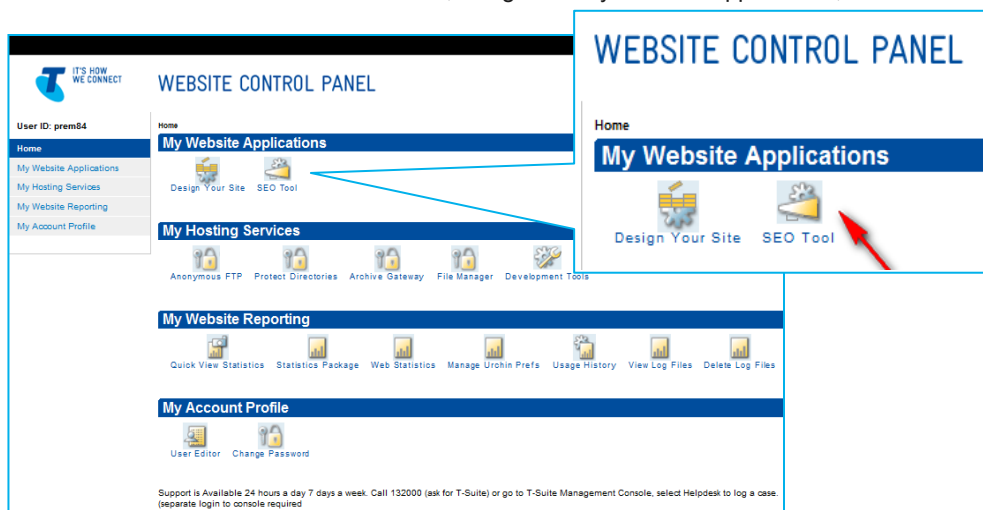 IT'S HOW
WE CONNECT
WEBSITE CONTROL PANEL
User ID: prem84
Home
My Website Applications
My Hosting Services
My Website Reporting
My Account Profile
Home
My Website Applications
Design Your Site SEO Tool
My Hosting Services
Anonymous FTP Protect Directories Archive Gateway File Manager Development Tools
My Website Reporting
Quick View Statistics Statistics Package Web Statistics Manage Urchin Prefs Usage History View Log Files Delete Log Files
My Account Profile
User Editor Change Password
Support is Available 24 hours a day 7 days a week. Call 132000 (ask for T-Suite) or go to T-Suite Management Console, select Helpdesk to log a case.
(separate login to console required
WEBSITE CONTROL PANEL
Home
My Website Applications
Design Your Site SEO Tool